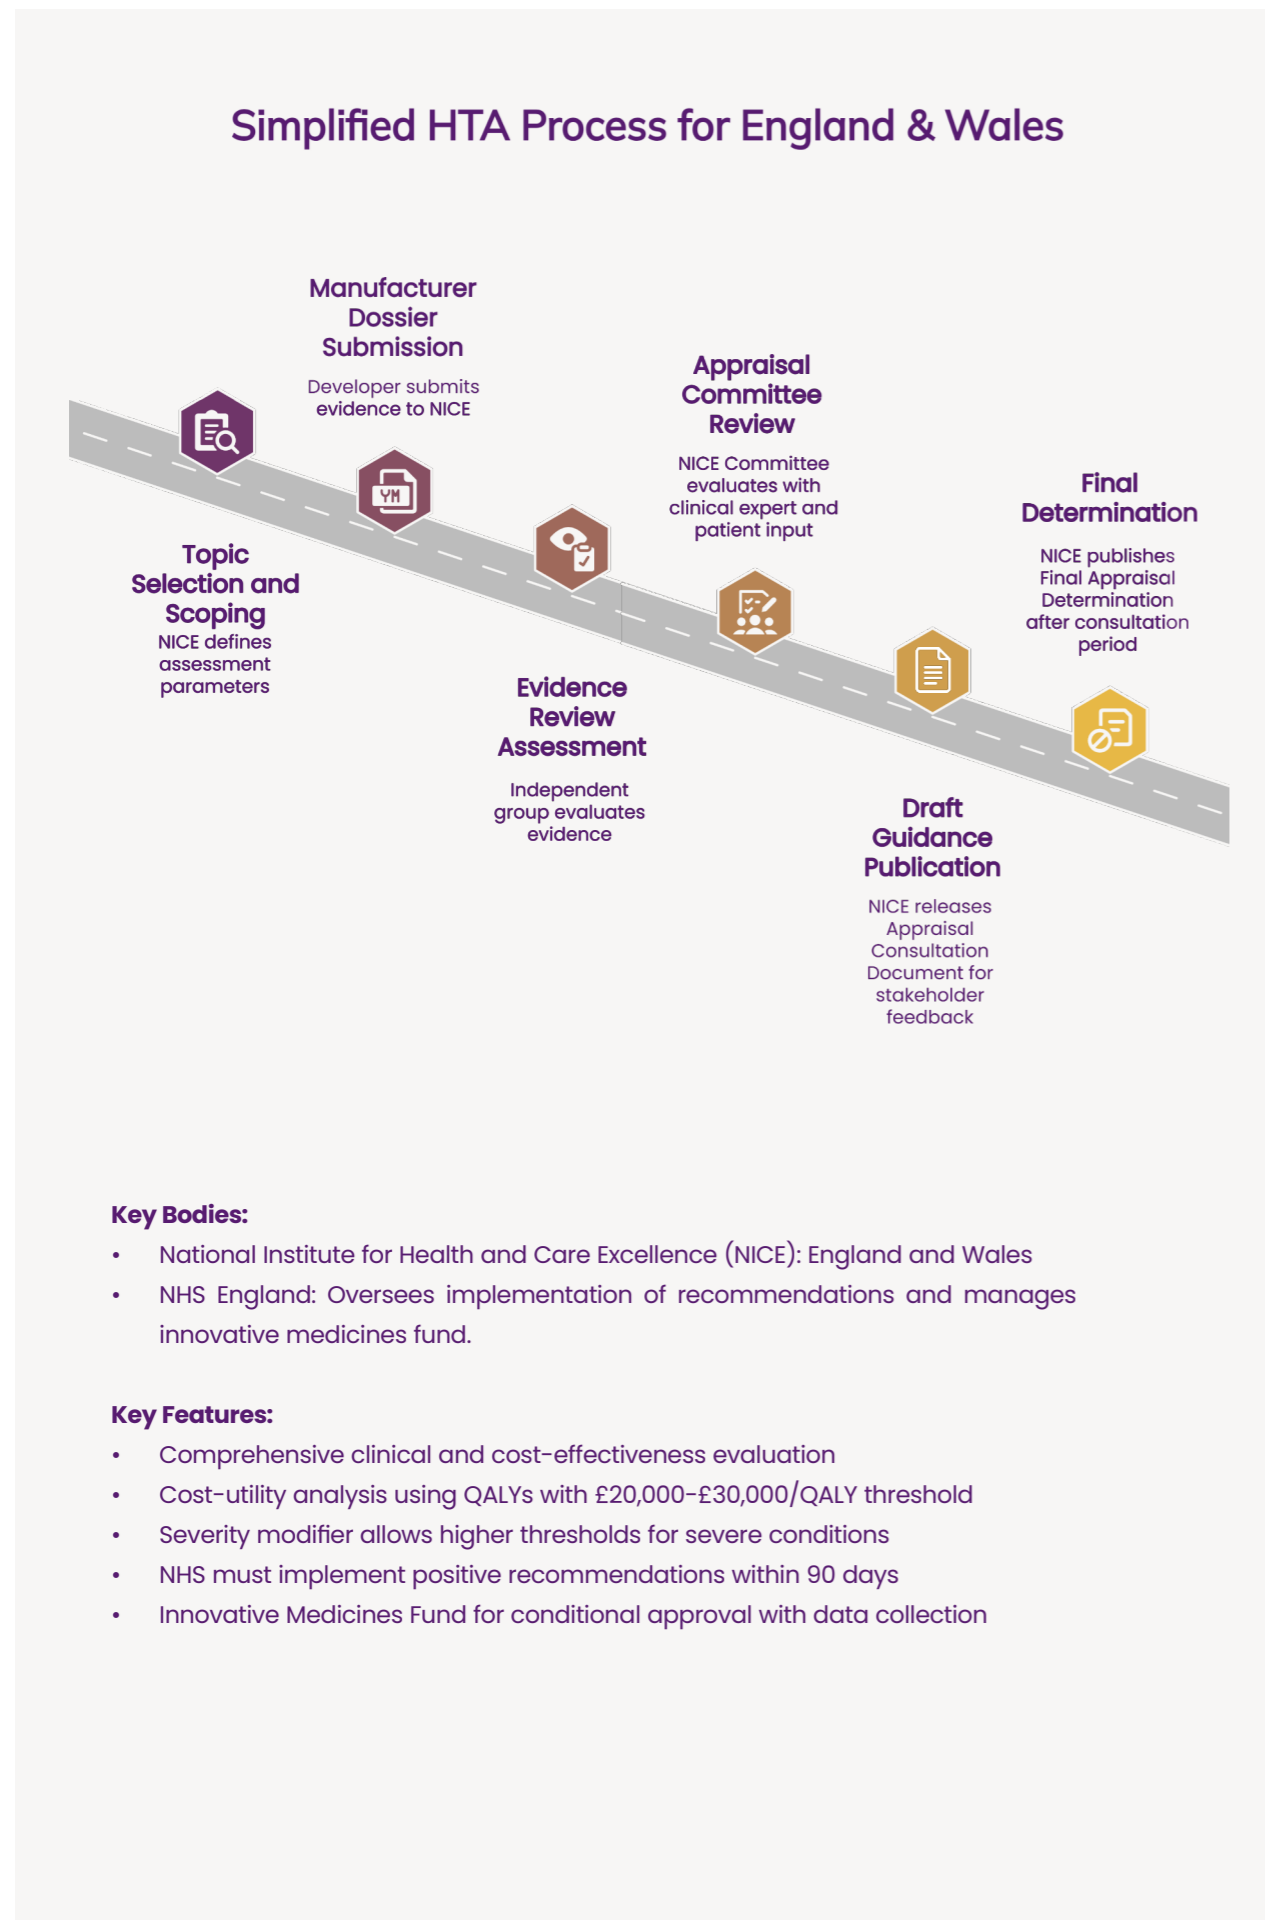 Simplified HTA Process for England & Wales
Topic
Selection and
Scoping
NICE defines
assessment
parameters
Manufacturer
Dossier
Submission
Developer submits
evidence to NICE
YM
Evidence
Review
Assessment
Independent
group evaluates
evidence
Appraisal
Committee
Review
NICE Committee
evaluates with
clinical expert and
patient input
Draft
Guidance
Publication
NICE releases
Appraisal
Consultation
Document for
stakeholder
feedback
Final
Determination
NICE publishes
Final Appraisal
Determination
after consultation
period
Key Bodies:
• National Institute for Health and Care Excellence (NICE): England and Wales
• NHS England: Oversees implementation of recommendations and manages
innovative medicines fund.
Key Features:
• Comprehensive clinical and cost-effectiveness evaluation
• Cost-utility analysis using QALYs with £20,000-£30,000/QALY threshold
• Severity modifier allows higher thresholds for severe conditions
• NHS must implement positive recommendations within 90 days
• Innovative Medicines Fund for conditional approval with data collection